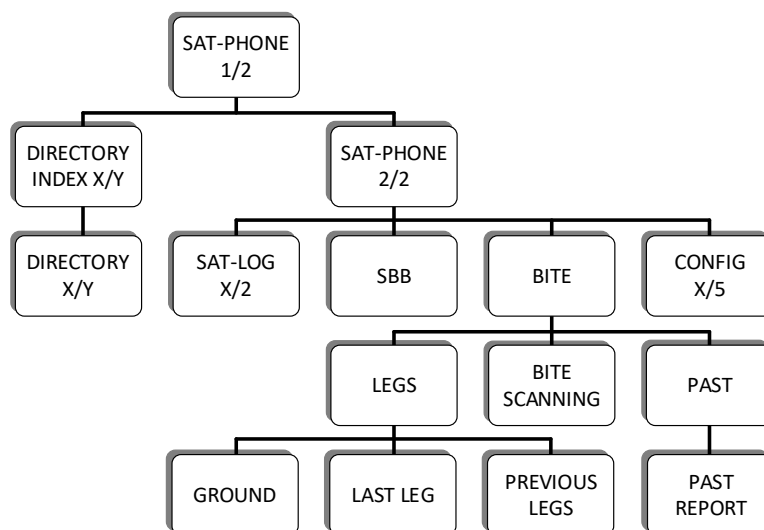 SAT-PHONE
1/2
DIRECTORY
INDEX X/Y
SAT-PHONE
2/2
DIRECTORY
X/Y
SAT-LOG
X/2
SBB
BITE
CONFIG
X/5
LEGS
BITE
SCANNING
PAST
GROUND
LAST LEG
PREVIOUS
LEGS
PAST
REPORT